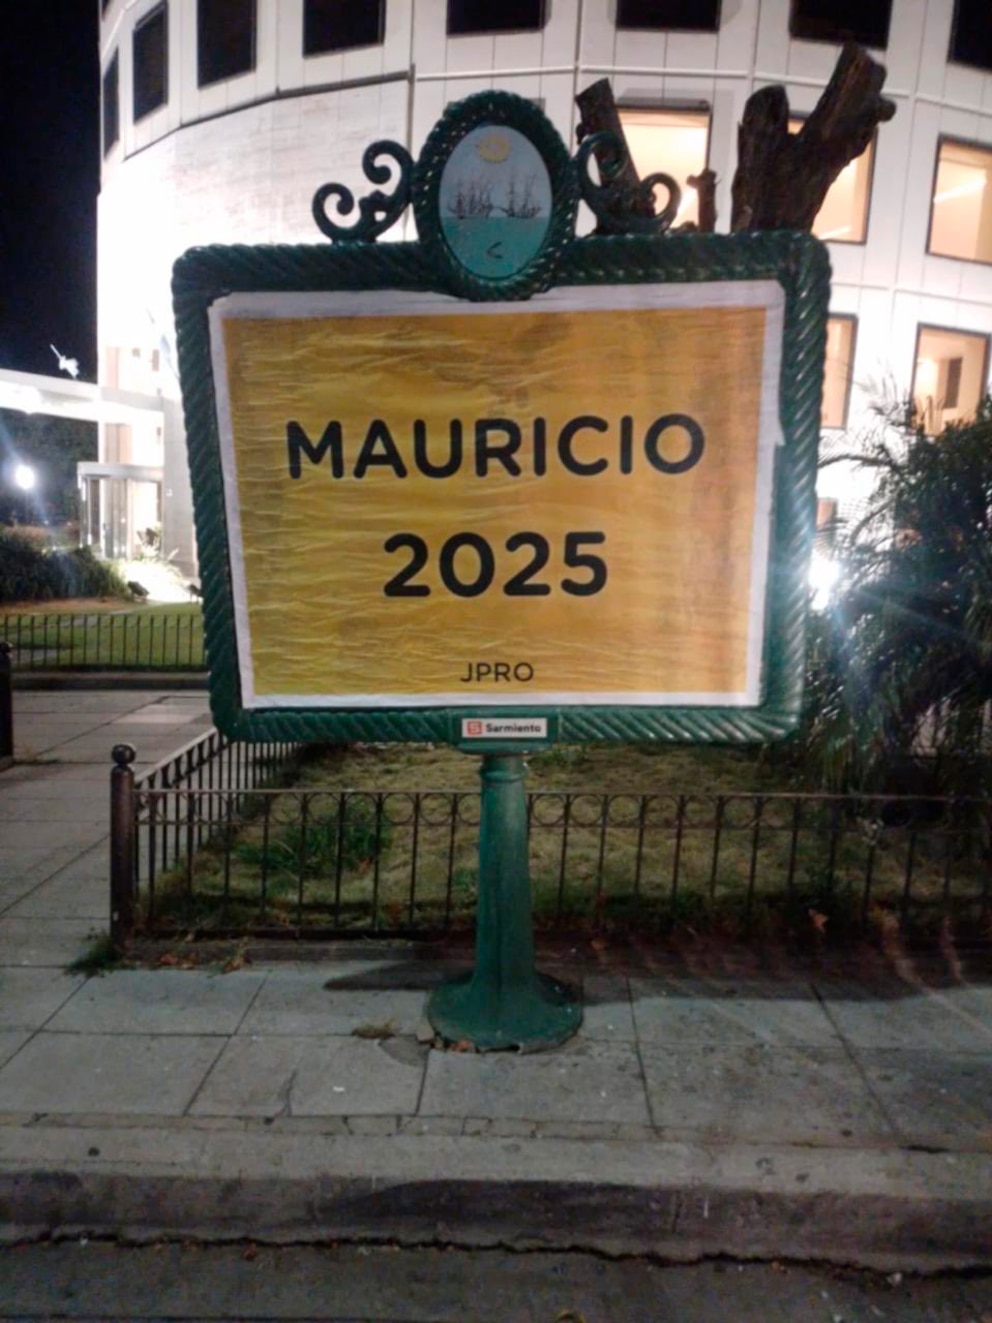 MAURICIO
2025
JPRO
S Sarmiento